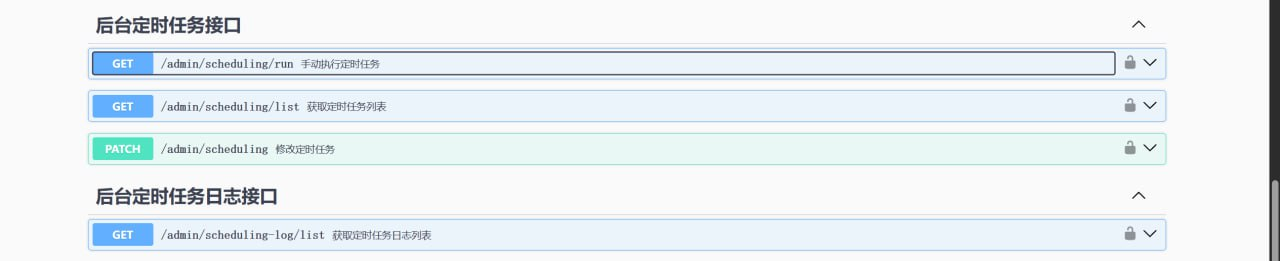 后台定时任务接口
GET /admin/scheduling/run 手动执行定时任务
GET /admin/scheduling/list 获取定时任务列表
PATCH /admin/scheduling 修改定时任务
后台定时任务日志接口
GET /admin/scheduling-log/list 获取定时任务日志列表